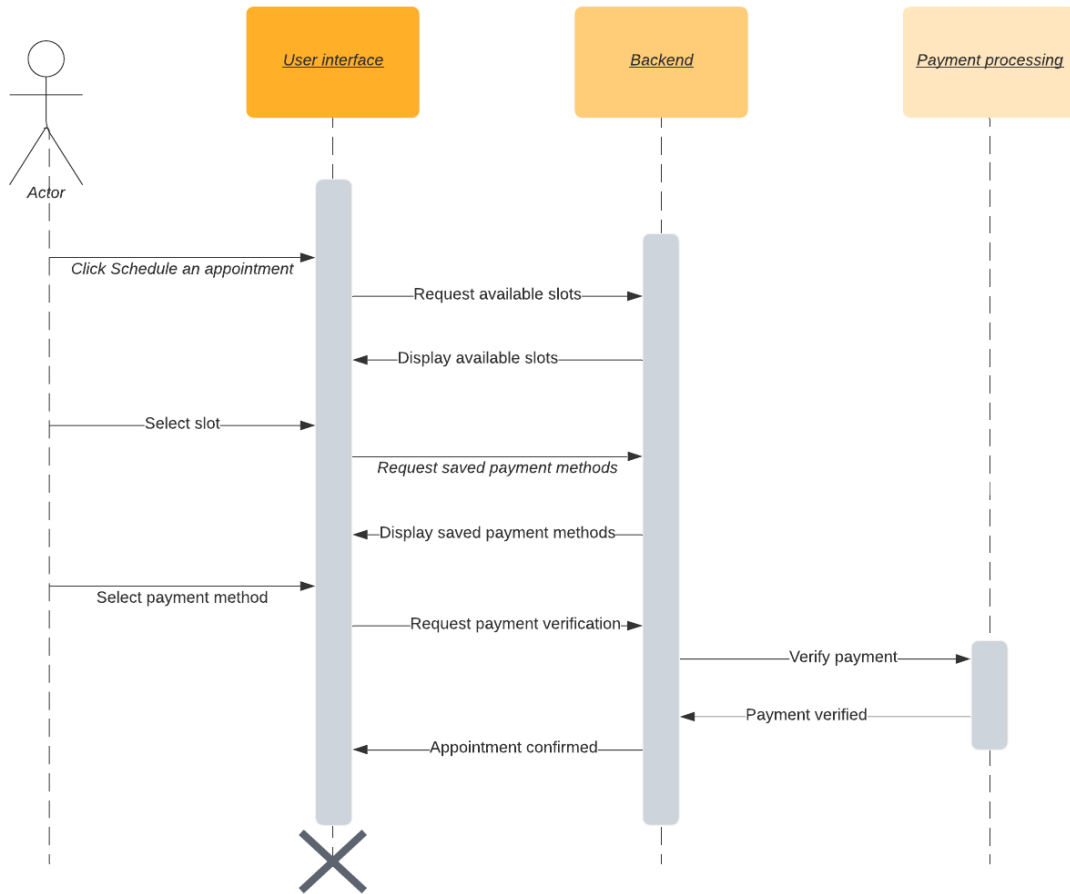 User interface
Backend
Payment processing
Actor
Click Schedule an appointment
Request available slots
Display available slots
Select slot
Request saved payment methods
Display saved payment methods
Select payment method
Request payment verification
Verify payment
Payment verified
Appointment confirmed